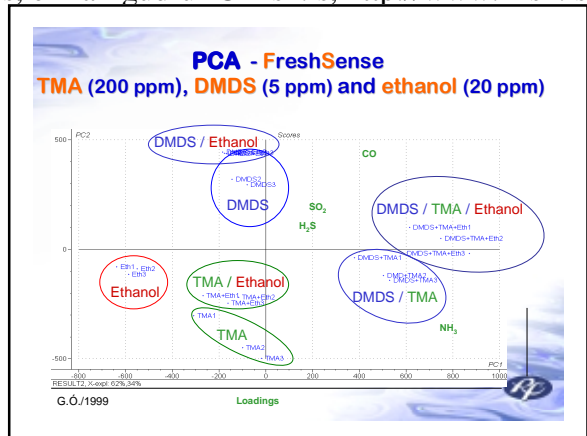 PCA - FreshSense
TMA (200 ppm), DMDS (5 ppm) and ethanol (20 ppm)
500
PC2
Scores
DMDS / Ethanol
CO
DMDS2
DMDS3
DMDS
SO2
H2S
DMDS / TMA / Ethanol
DMDS+TMA+Eth1
DMDS+TMA+Eth2
DMDS+TMA+Eth3
0
DMDS+TMA1
Eth1
Eth2
Eth3
Ethanol
TMA / Ethanol
TMA+Eth1
TMA+Eth2
TMA+Eth3
DMD+TMA2
DMDS+TMA3
DMDS / TMA
TMA1
TMA
TMA2
TMA3
NH3
-500
PC1
-800
-600
-400
-200
0
200
400
600
800
1000
RESULT2, X-expl: 62%,34%
G.Ó./1999
Loadings